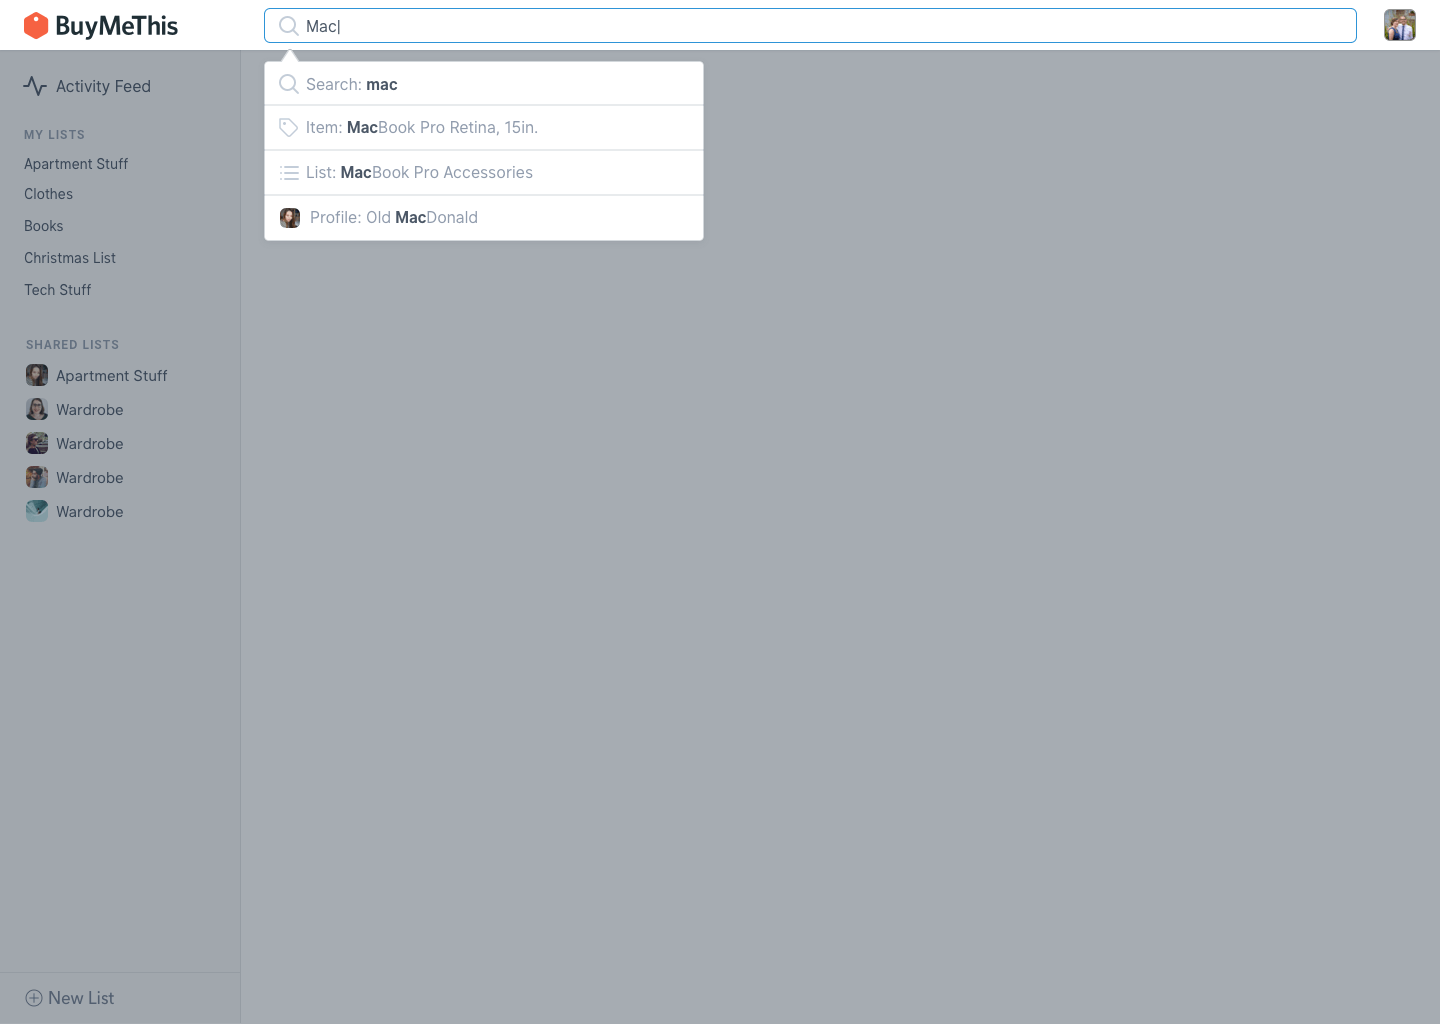 BuyMeThis
Mac
Search: mac
Item: MacBook Pro Retina, 15in.
List: MacBook Pro Accessories
Profile: Old MacDonald
Activity Feed
MY LISTS
Apartment Stuff
Clothes
Books
Christmas List
Tech Stuff
SHARED LISTS
Apartment Stuff
Wardrobe
Wardrobe
Wardrobe
Wardrobe
New List